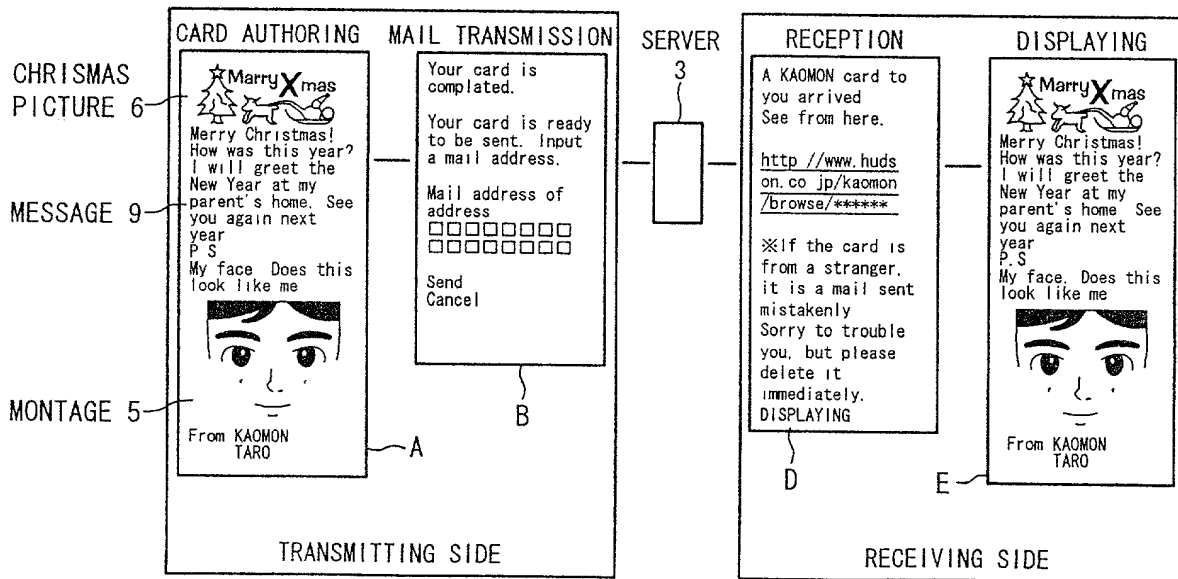 CARD AUTHORING
MAIL TRANSMISSION
SERVER
3
RECEPTION
DISPLAYING
CHRISMAS
PICTURE 6
MESSAGE 9
MONTAGE 5
Marry Xmas
Merry Christmas!
How was this year?
I will greet the
New Year at my
parent's home. See
you again next
year
P.S
My face. Does this
look like me
From KAOMON
TARO
A
Your card is
complated.
Your card is ready
to be sent. Input
a mail address.
Mail address of
address
□□□□□□□□
□□□□□□□□
Send
Cancel
B
TRANSMITTING SIDE
A KAOMON card to
you arrived
See from here.
http //www.huds
on.co jp/kaomon
/browse/******
※If the card is
from a stranger,
it is a mail sent
mistakenly
Sorry to trouble
you, but please
delete it
immediately.
DISPLAYING
D
Marry Xmas
Merry Christmas!
How was this year?
I will greet the
New Year at my
parent's home See
you again next
year
P.S
My face. Does this
look like me
From KAOMON
TARO
E
RECEIVING SIDE